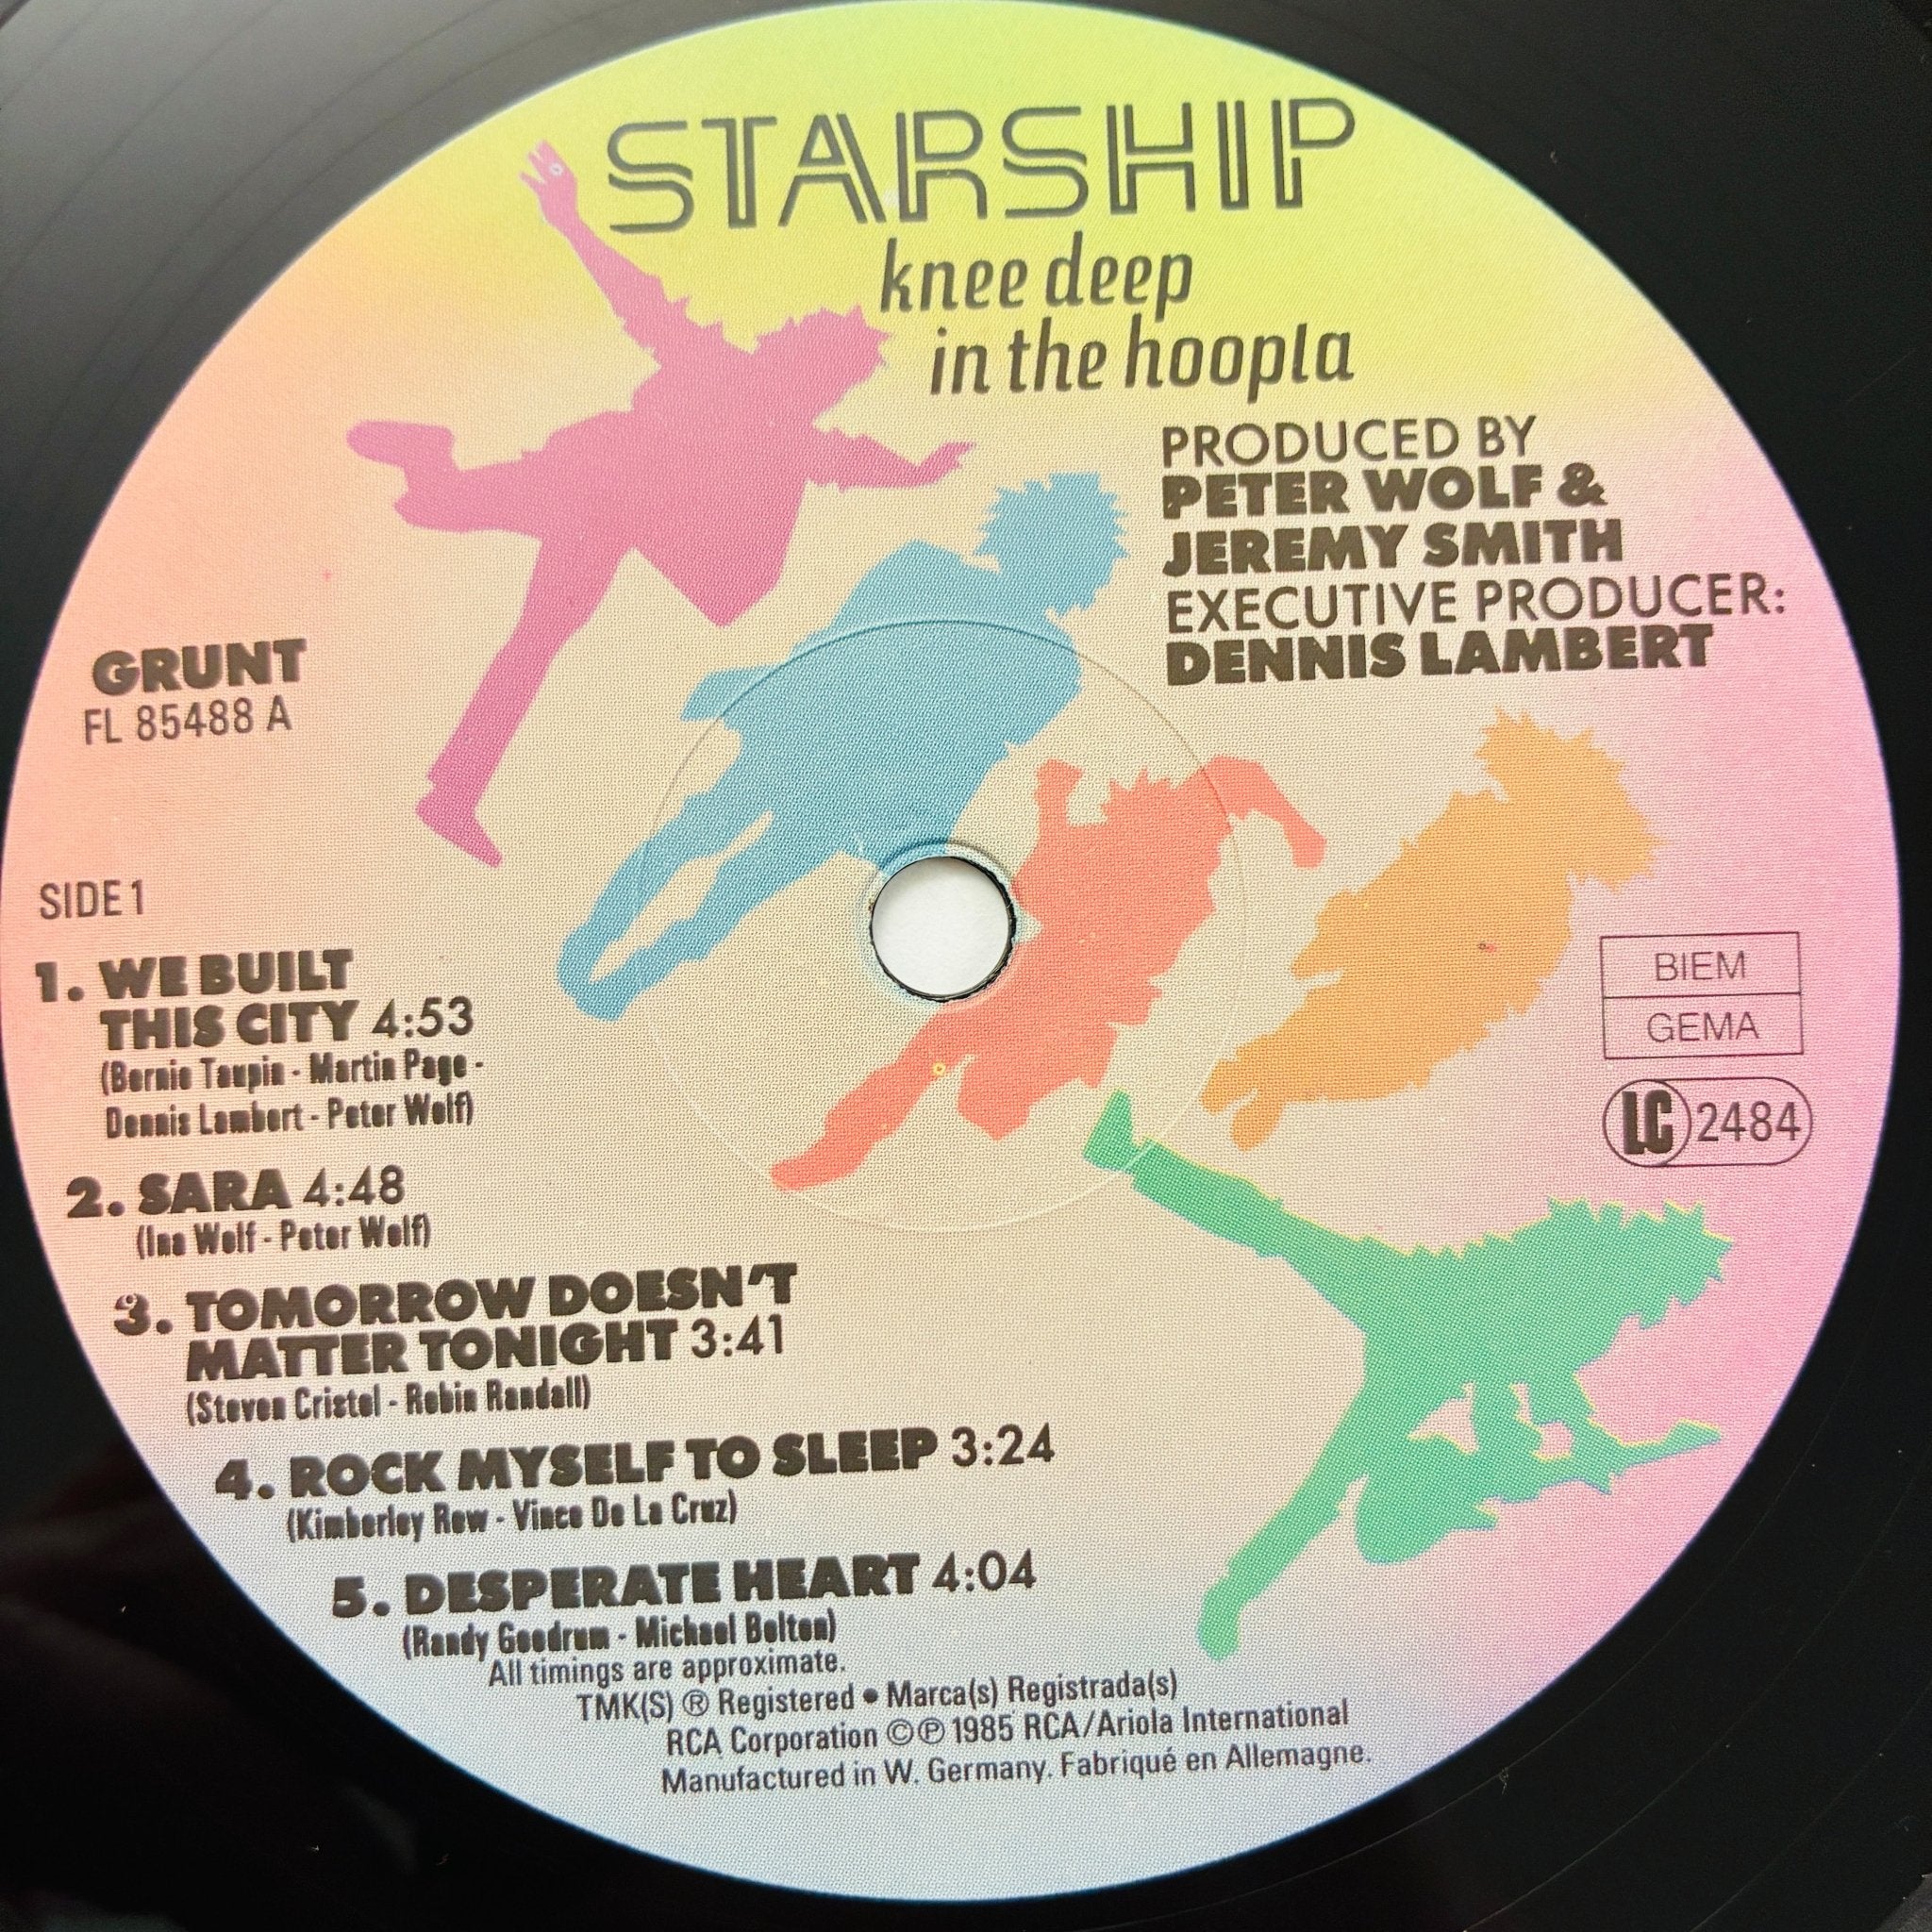 STARSHIP
knee deep
in the hoopla
PRODUCED BY
PETER WOLF &
JEREMY SMITH
EXECUTIVE PRODUCER:
DENNIS LAMBERT
GRUNT
FL 85488 A
SIDE 1
1. WE BUILT
THIS CITY 4:53
(Bernie Taupin - Martin Page -
Dennis Lambert - Peter Wolf)
2. SARA 4:48
(Ina Wolf - Peter Wolf)
3. TOMORROW DOESN'T
MATTER TONIGHT 3:41
(Steven Cristol - Robin Randall)
4. ROCK MYSELF TO SLEEP 3:24
(Kimberley Rew - Vince De La Cruz)
5. DESPERATE HEART 4:04
(Randy Goodrum - Michael Bolton)
All timings are approximate.
TMK(S) ® Registered • Marca(s) Registrada(s)
RCA Corporation ©℗ 1985 RCA/Ariola International
Manufactured in W. Germany. Fabriqué en Allemagne.
BIEM
GEMA
LC 2484